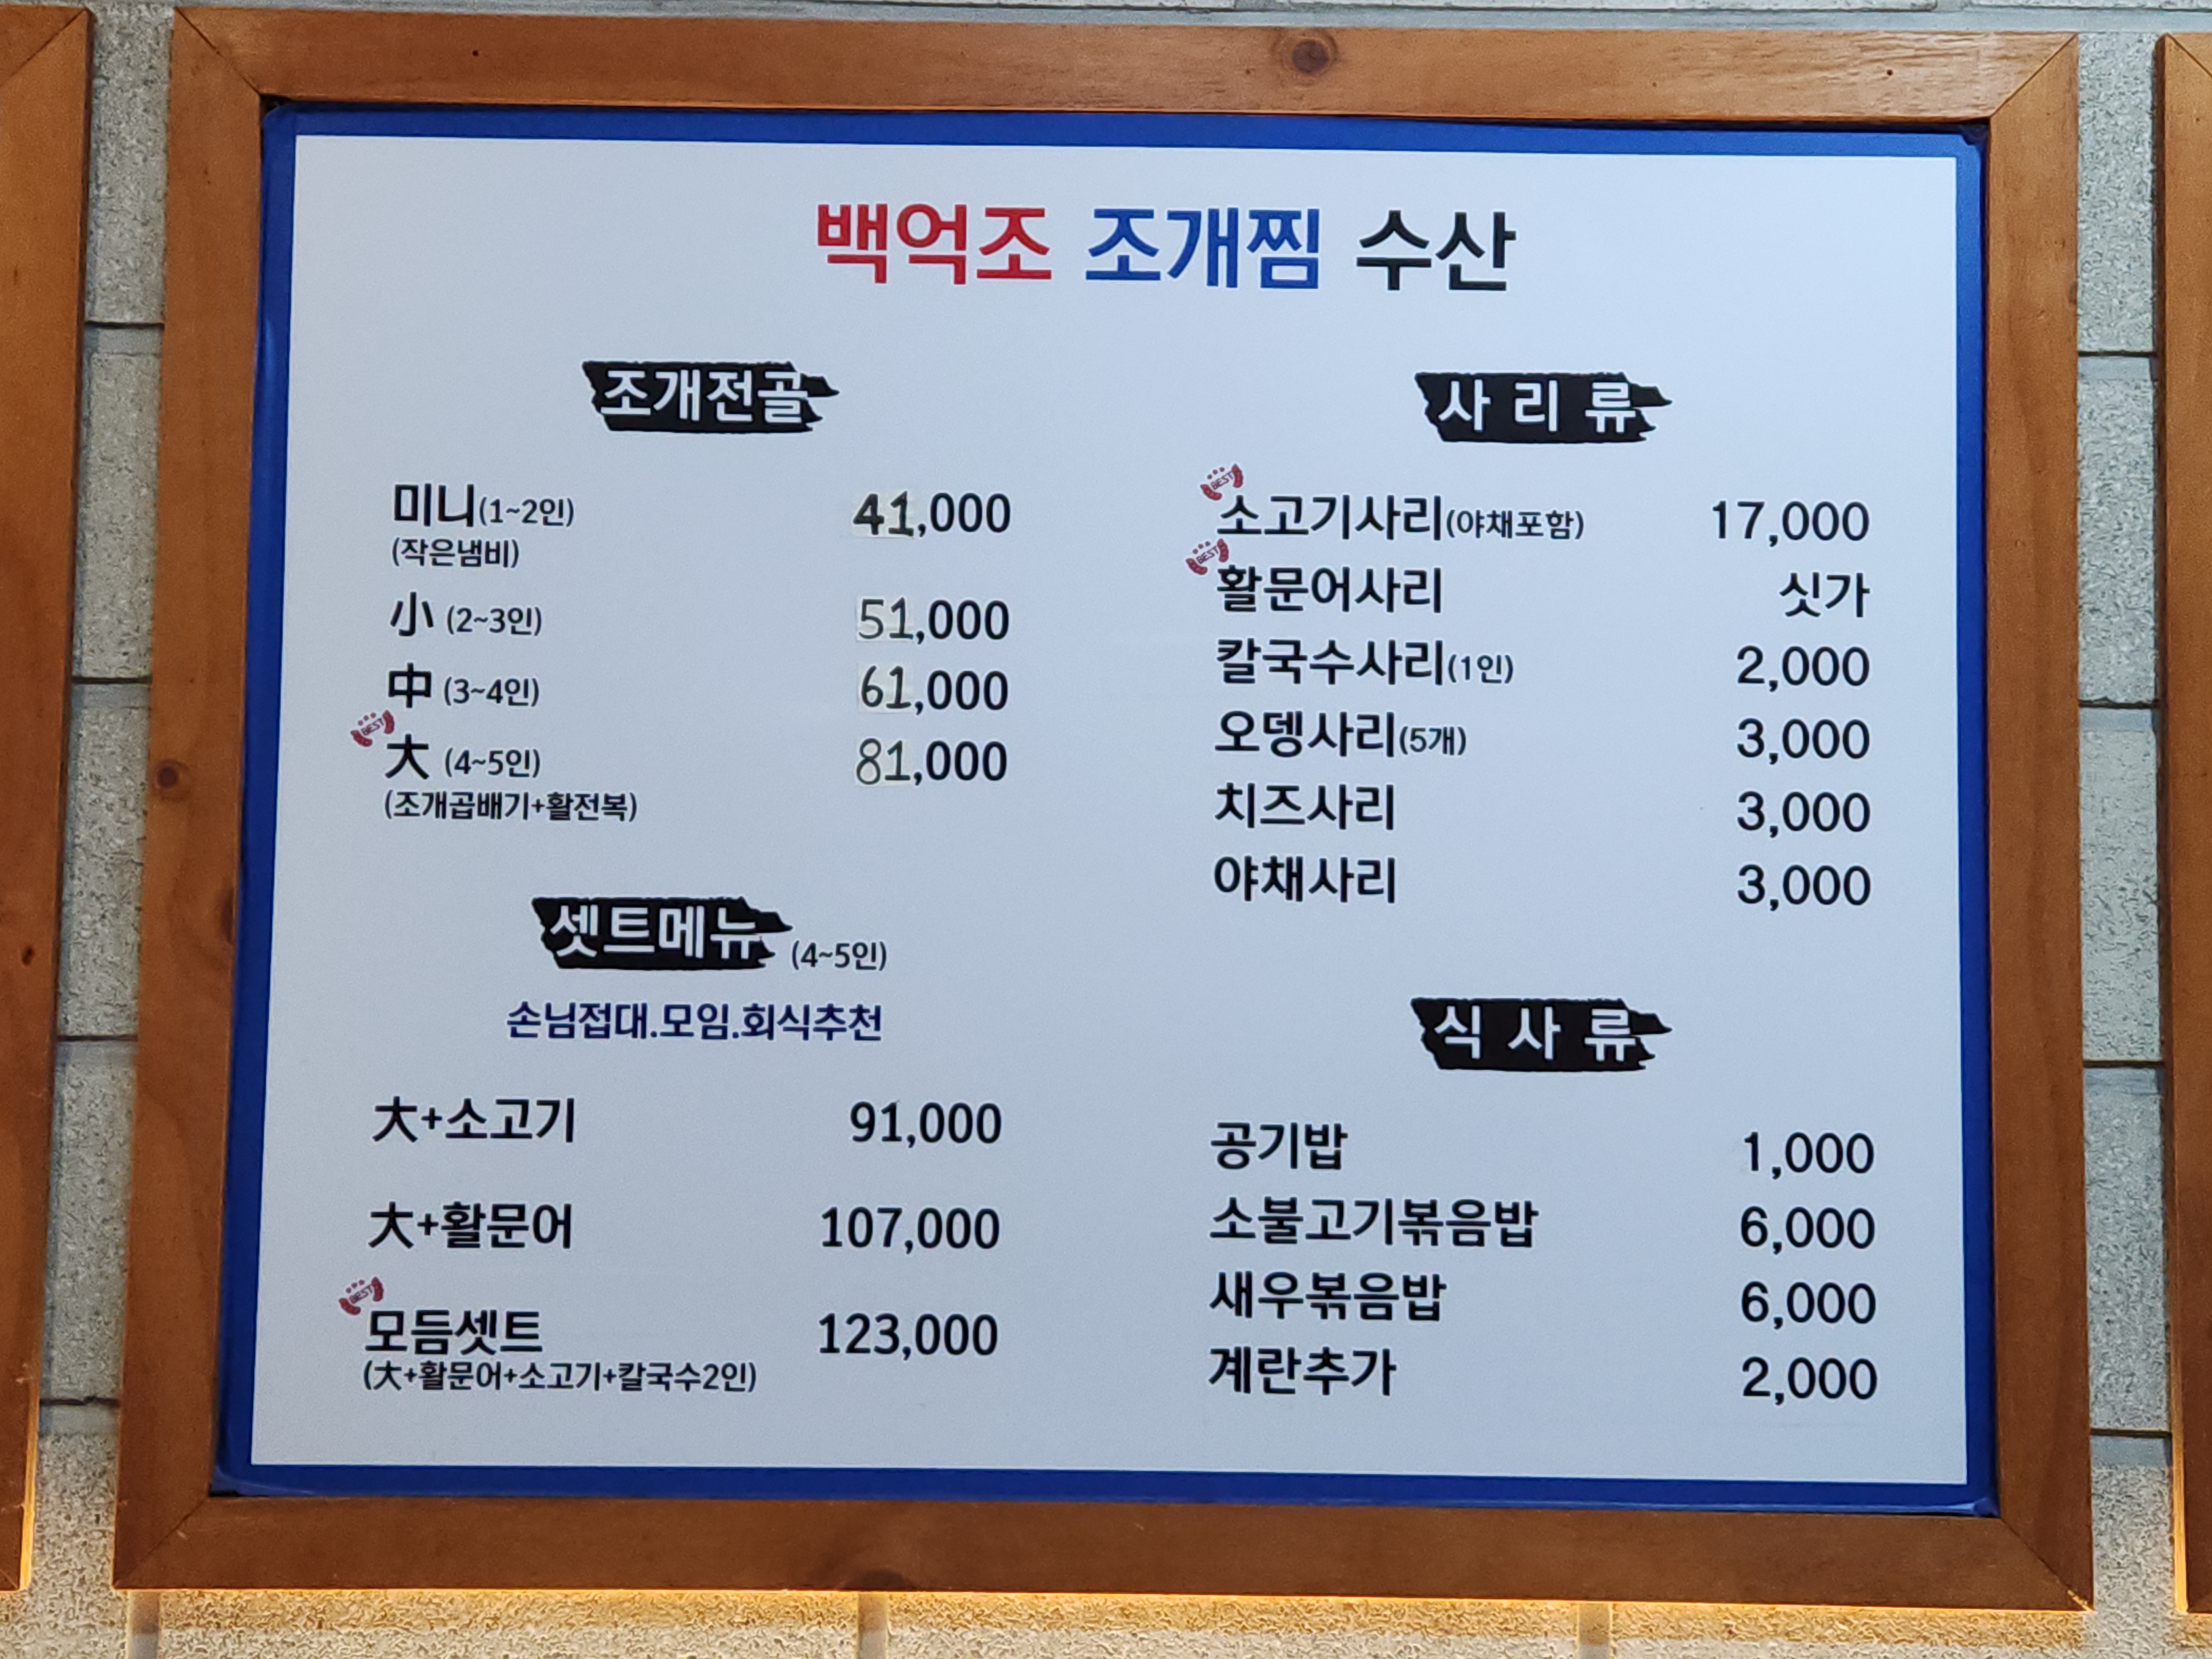 백억조 조개찜 수산
조개전골
미니(1~2인) 41,000
(작은냄비)
小 (2~3인) 51,000
中 (3~4인) 61,000
BEST
大 (4~5인) 81,000
(조개곱배기+활전복)
셋트메뉴 (4~5인)
손님접대.모임.회식추천
大+소고기 91,000
大+활문어 107,000
BEST
모듬셋트 123,000
(大+활문어+소고기+칼국수2인)
사리류
BEST
소고기사리(야채포함) 17,000
BEST
활문어사리 싯가
칼국수사리(1인) 2,000
오뎅사리(5개) 3,000
치즈사리 3,000
야채사리 3,000
식사류
공기밥 1,000
소불고기볶음밥 6,000
새우볶음밥 6,000
계란추가 2,000